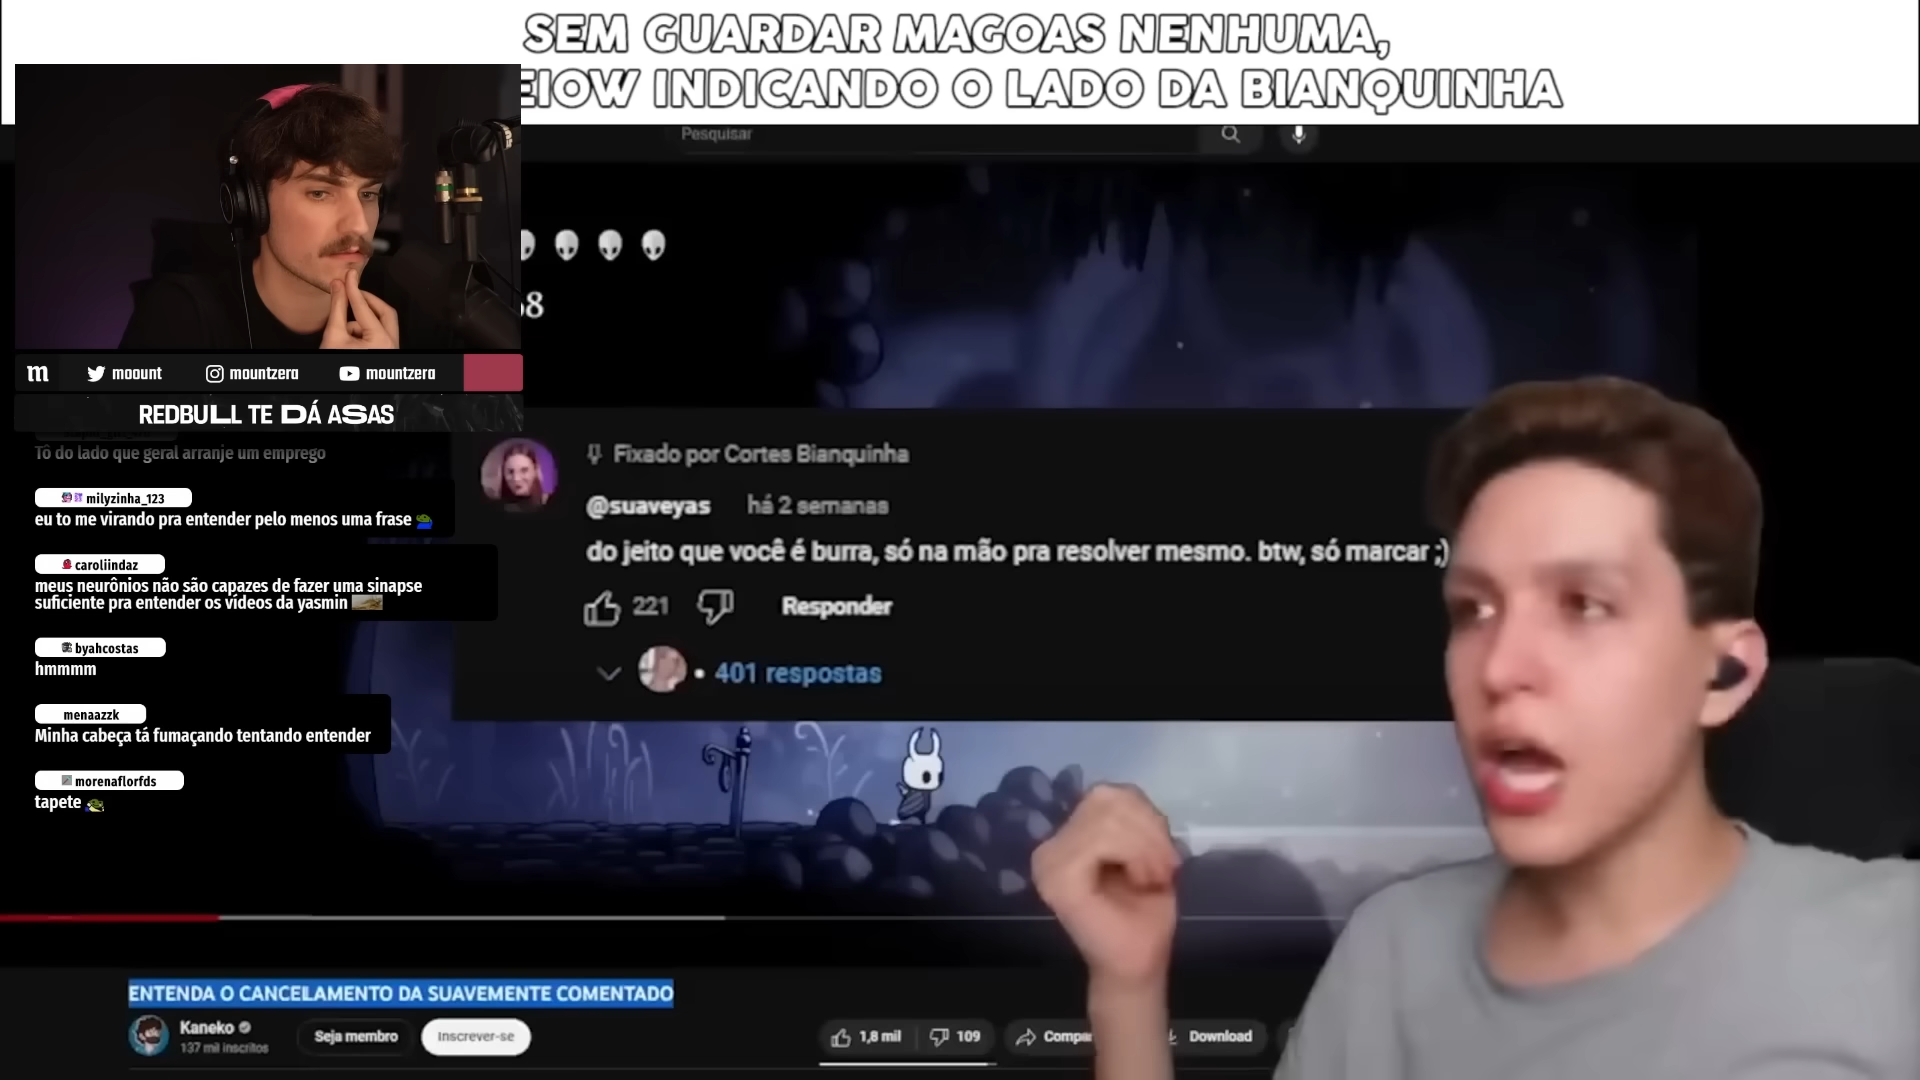 SEM GUARDAR MAGOAS NENHUMA,
EIOW INDICANDO O LADO DA BIANQUINHA
Pesquisar
68
m moount mountzera mountzera
REDBULL TE DÁ ASAS
Tô do lado que geral arranje um emprego
milyzinha_123
eu to me virando pra entender pelo menos uma frase
caroliindaz
meus neurônios não são capazes de fazer uma sinapse
suficiente pra entender os vídeos da yasmin
byahcostas
hmmmm
menaazzk
Minha cabeça tá fumaçando tentando entender
morenaflorfds
tapete
Fixado por Cortes Bianquinha
@suaveyas há 2 semanas
do jeito que você é burra, só na mão pra resolver mesmo. btw, só marcar ;)
221 Responder
• 401 respostas
ENTENDA O CANCELAMENTO DA SUAVEMENTE COMENTADO
Kaneko
137 mil inscritos
Seja membro
Inscrever-se
1,8 mil 109 Compar Download